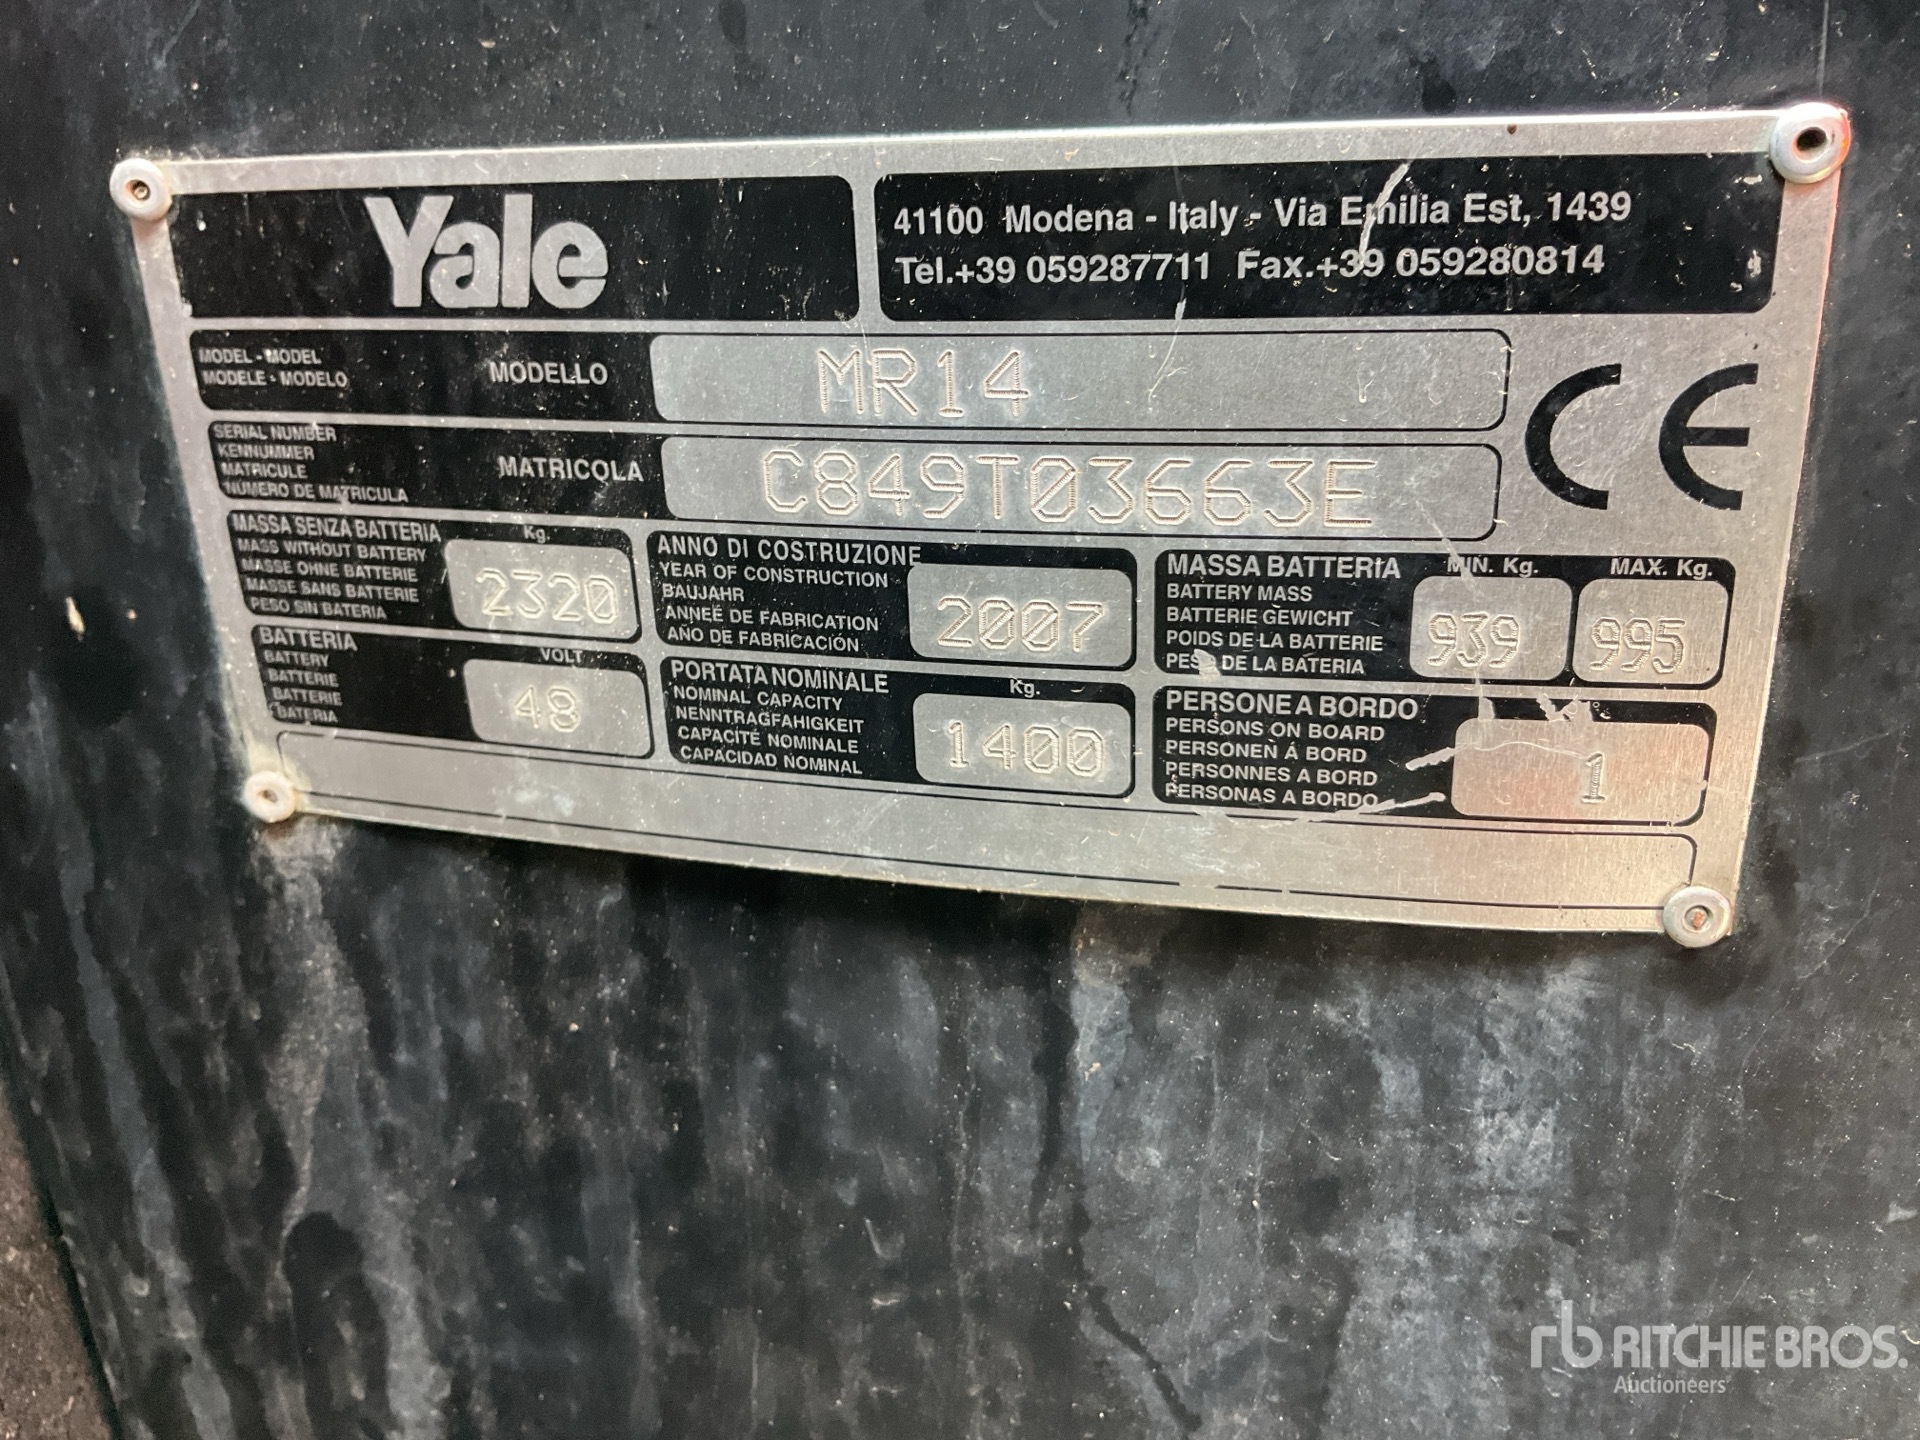 Yale
41100 Modena - Italy - Via Emilia Est, 1439
Tel.+39 059287711 Fax.+39 059280814
MODEL - MODEL
MODELE - MODELO
MODELLO
MR14
SERIAL NUMBER
KENNUMMER
MATRICULE
NUMERO DE MATRICULA
MATRICOLA
C849T03663E
CE
MASSA SENZA BATTERIA
MASS WITHOUT BATTERY
MASSE OHNE BATTERIE
MASSE SANS BATTERIE
PESO SIN BATERIA
Kg.
2320
ANNO DI COSTRUZIONE
YEAR OF CONSTRUCTION
BAUJAHR
ANNEÈ DE FABRICATION
AÑO DE FABRICACIÓN
2007
MASSA BATTERIA
BATTERY MASS
BATTERIE GEWICHT
POIDS DE LA BATTERIE
PESO DE LA BATERIA
MIN. Kg.
939
MAX. Kg.
995
BATTERIA
BATTERY
BATTERIE
BATTERIE
BATERIA
VOLT
48
PORTATA NOMINALE
NOMINAL CAPACITY
NENNTRAGFAHIGKEIT
CAPACITÉ NOMINALE
CAPACIDAD NOMINAL
Kg.
1400
PERSONE A BORDO
PERSONS ON BOARD
PERSONEN Á BORD
PERSONNES A BORD
PERSONAS A BORDO
1
rb RITCHIE BROS.
Auctioneers